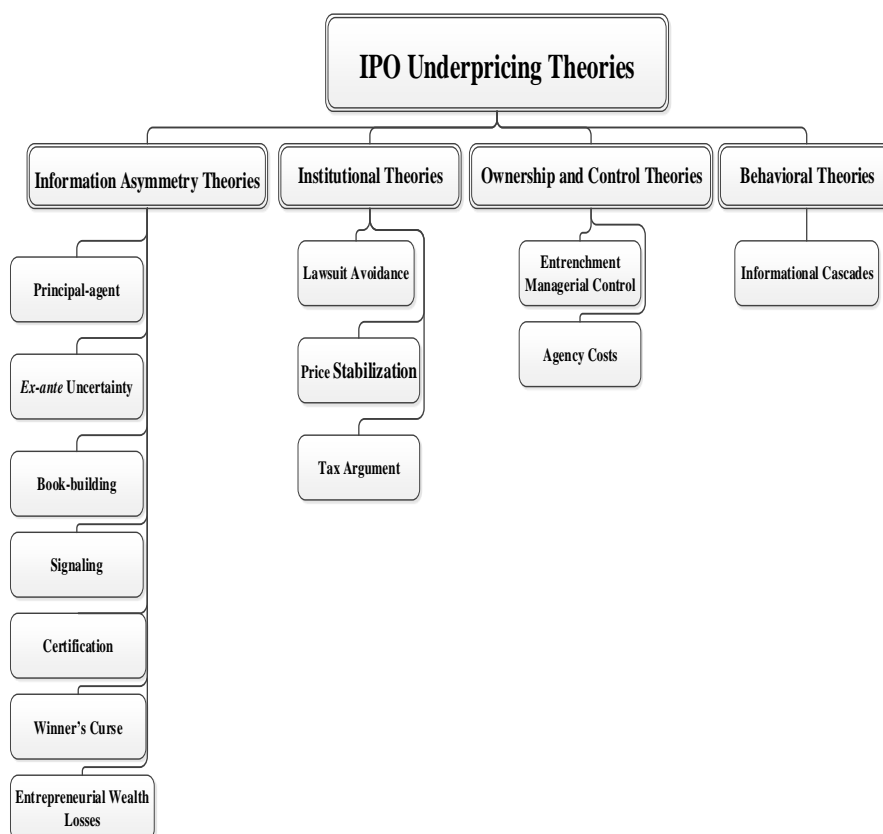 IPO Underpricing Theories
Information Asymmetry Theories
Institutional Theories
Ownership and Control Theories
Behavioral Theories
Principal-agent
Ex-ante Uncertainty
Book-building
Signaling
Certification
Winner's Curse
Entrepreneurial Wealth
Losses
Lawsuit Avoidance
Price Stabilization
Tax Argument
Entrenchment
Managerial Control
Agency Costs
Informational Cascades